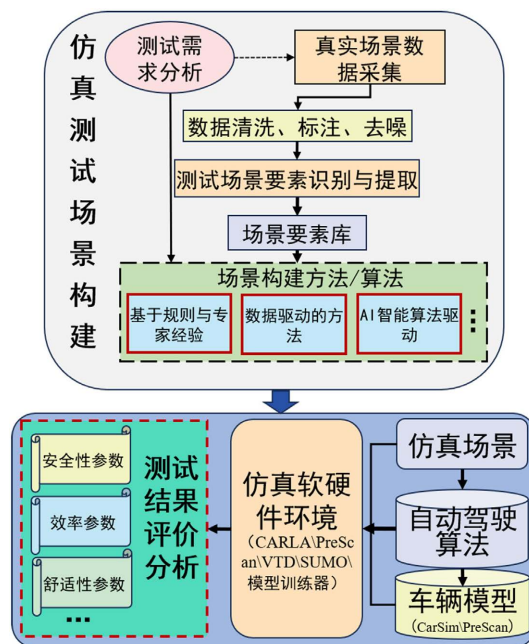 仿真测试场景构建
测试需
求分析
真实场景数
据采集
数据清洗、标注、去噪
测试场景要素识别与提取
场景要素库
场景构建方法/算法
基于规则与专
家经验
数据驱动的方
法
AI智能算法驱
动
...
安全性参数
效率参数
舒适性参数
...
测试
结果
评价
分析
仿真软硬
件环境
（CARLA\PreSc
an\VTD\SUMO\
模型训练器）
仿真场景
自动驾驶
算法
车辆模型
（CarSim\PreScan）